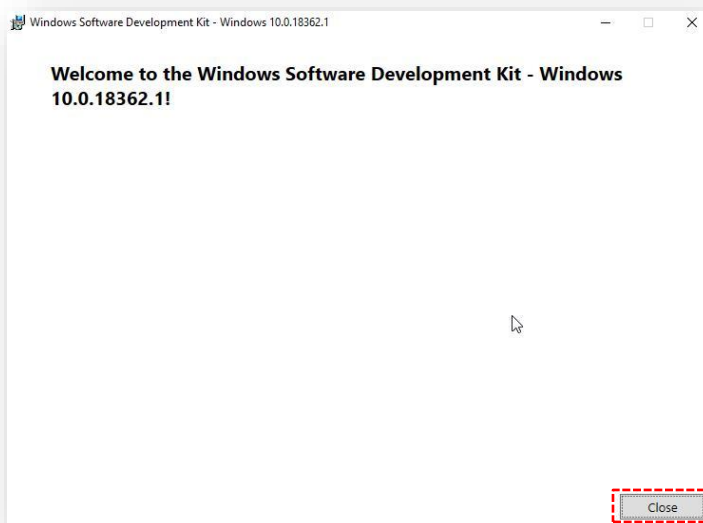 Windows Software Development Kit - Windows 10.0.18362.1
Welcome to the Windows Software Development Kit - Windows
10.0.18362.1!
Close